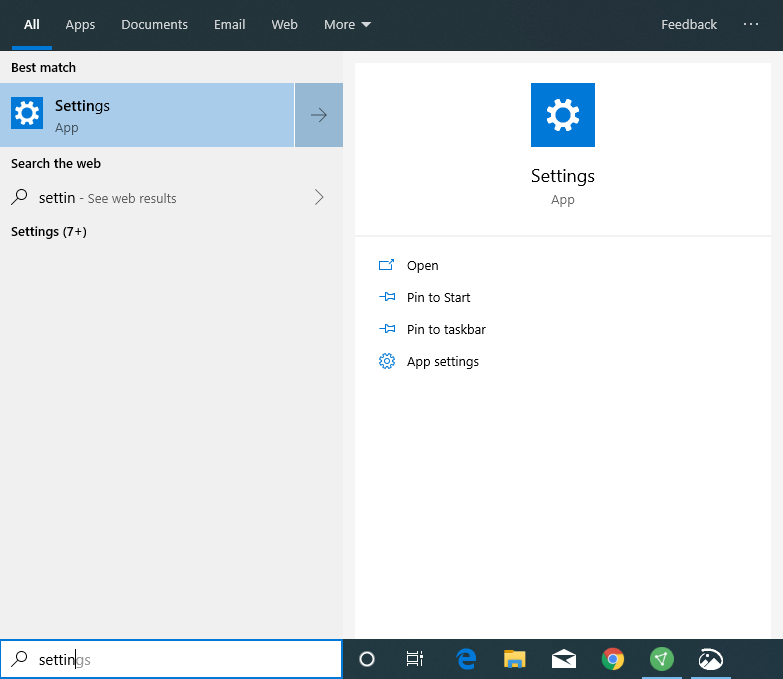 All Apps Documents Email Web More Feedback ···
Best match
Settings
App
Search the web
settin - See web results
Settings (7+)
Settings
App
Open
Pin to Start
Pin to taskbar
App settings
settings